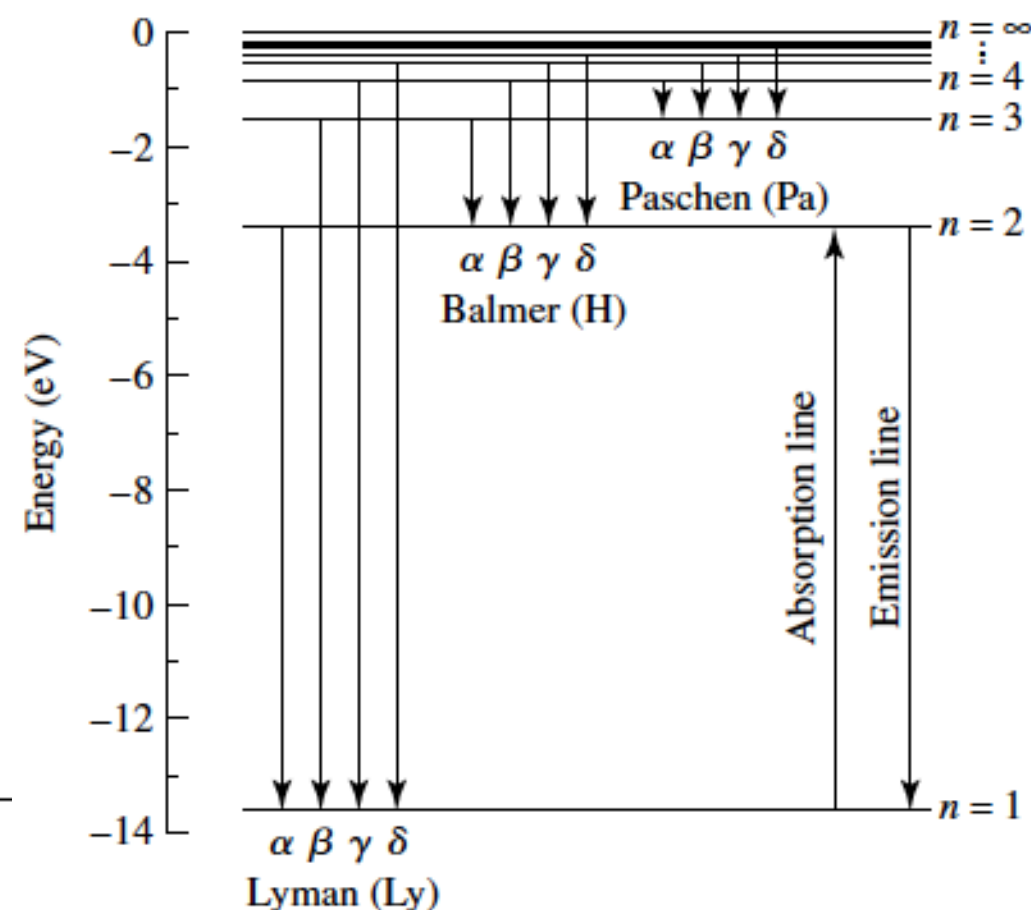 0
−2
−4
−6
−8
−10
−12
−14
Energy (eV)
n = ∞
⋮
n = 4
n = 3
n = 2
n = 1
α β γ δ
Paschen (Pa)
α β γ δ
Balmer (H)
Absorption line
Emission line
α β γ δ
Lyman (Ly)